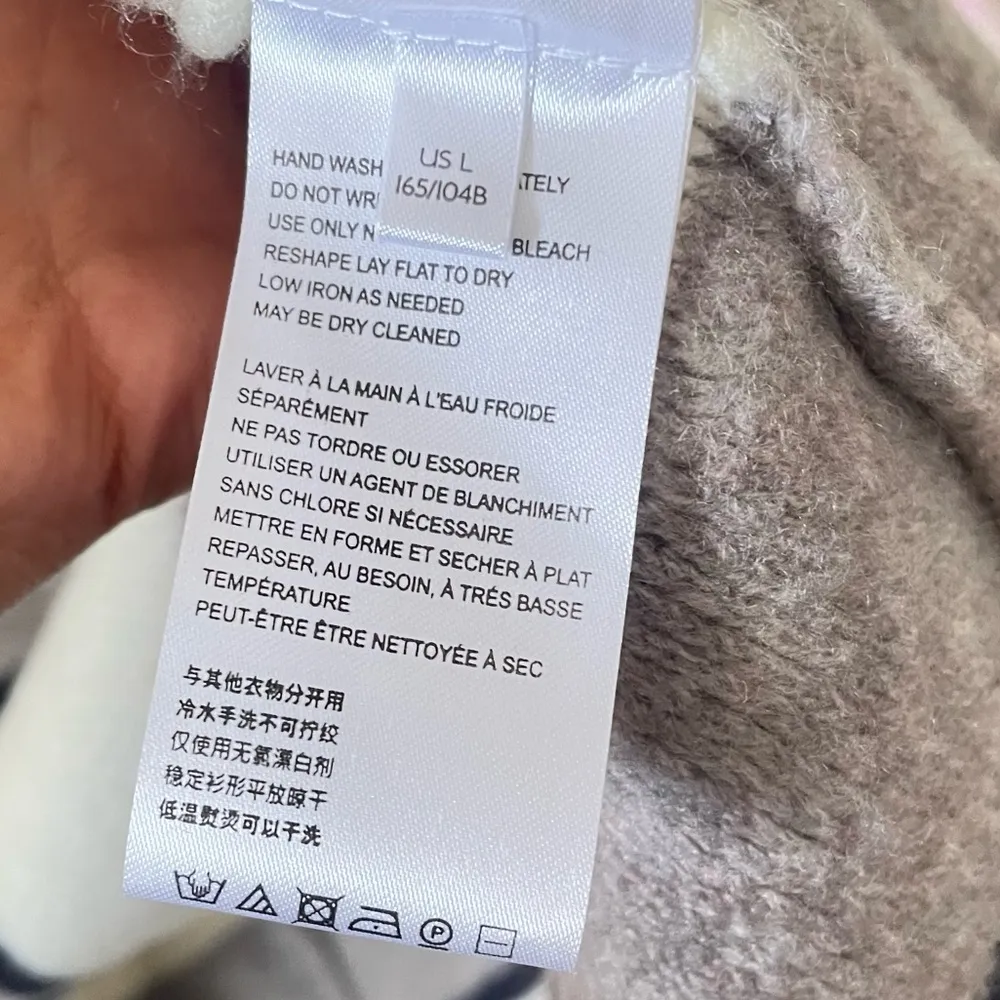 US L
165/104B
HAND WASH
DO NOT
USE ONLY BLEACH
RESHAPE LAY FLAT TO DRY
LOW IRON AS NEEDED
MAY BE DRY CLEANED
LAVER À LA MAIN À L'EAU FROIDE
SÉPARÉMENT
NE PAS TORDRE OU ESSORER
UTILISER UN AGENT DE BLANCHIMENT
SANS CHLORE SI NÉCESSAIRE
METTRE EN FORME ET SECHER À PLAT
REPASSER, AU BESOIN, À TRÉS BASSE
TEMPÉRATURE
PEUT-ÊTRE ÊTRE NETTOYÉE À SEC
与其他衣物分开用
冷水手洗不可拧绞
仅使用无氯漂白剂
稳定衫形平放晾干
低温熨烫可以干洗
P